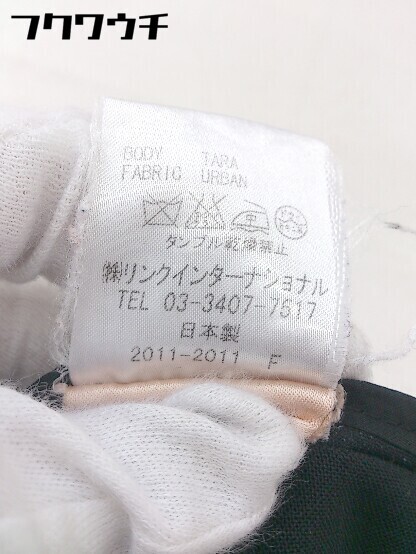 フクワウチ
BODY TARA
FABRIC URBAN
タンブル乾燥禁止
㈱リンクインターナショナル
TEL 03-3407-7517
日本製
2011-2011 F